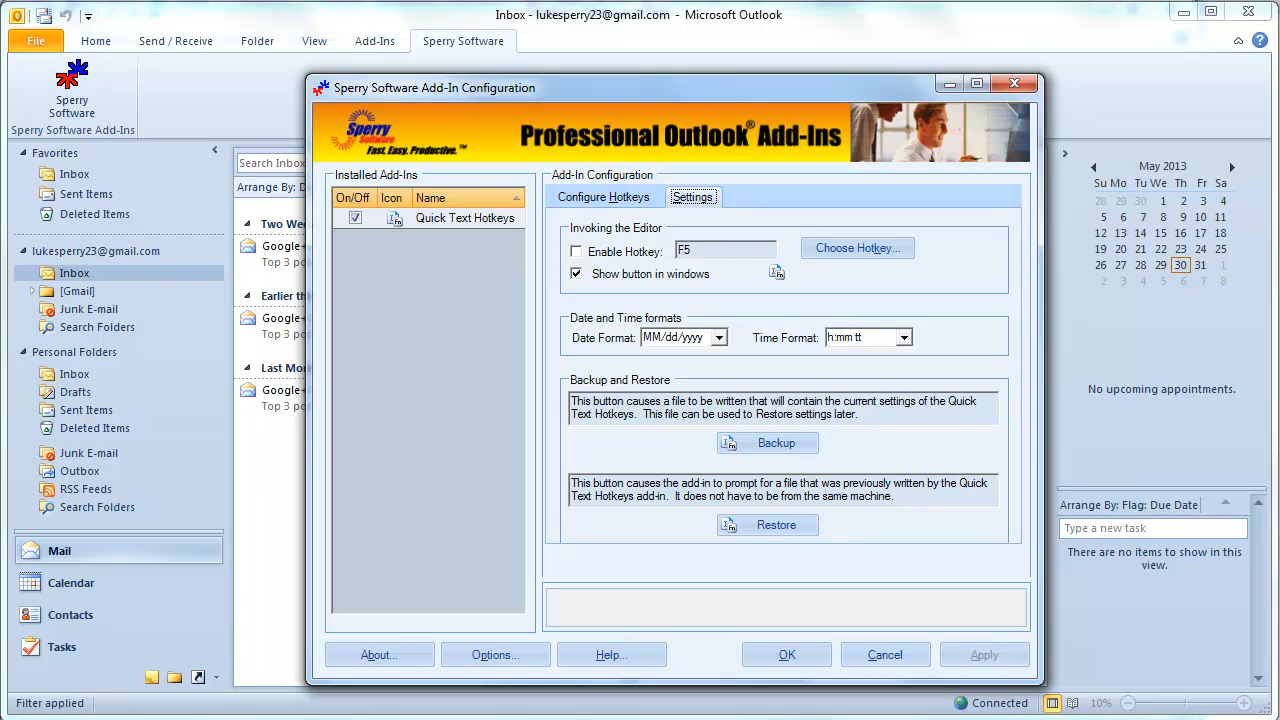 Inbox - lukesperry23@gmail.com - Microsoft Outlook
File Home Send / Receive Folder View Add-Ins Sperry Software
Sperry
Software
Sperry Software Add-Ins
Favorites
Inbox
Sent Items
Deleted Items
lukesperry23@gmail.com
Inbox
[Gmail]
Junk E-mail
Search Folders
Personal Folders
Inbox
Drafts
Sent Items
Deleted Items
Junk E-mail
Outbox
RSS Feeds
Search Folders
Mail
Calendar
Contacts
Tasks
Search Inbox
Arrange By: D
Two Wee
Google+
Top 3 po
Earlier th
Google+
Top 3 po
Last Mor
Google+
Top 3 po
Sperry Software Add-In Configuration
Sperry
Software
Fast. Easy. Productive.™
Professional Outlook® Add-Ins
Installed Add-Ins
On/Off Icon Name
Quick Text Hotkeys
Add-In Configuration
Configure Hotkeys Settings
Invoking the Editor
Enable Hotkey: F5 Choose Hotkey...
Show button in windows
Date and Time formats
Date Format: MM/dd/yyyy Time Format: h:mm tt
Backup and Restore
This button causes a file to be written that will contain the current settings of the Quick
Text Hotkeys. This file can be used to Restore settings later.
Backup
This button causes the add-in to prompt for a file that was previously written by the Quick
Text Hotkeys add-in. It does not have to be from the same machine.
Restore
About... Options... Help... OK Cancel Apply
May 2013
Su Mo Tu We Th Fr Sa
1 2 3 4
5 6 7 8 9 10 11
12 13 14 15 16 17 18
19 20 21 22 23 24 25
26 27 28 29 30 31 1
2 3 4 5 6 7 8
No upcoming appointments.
Arrange By: Flag: Due Date
Type a new task
There are no items to show in this
view.
Filter applied
Connected 10%